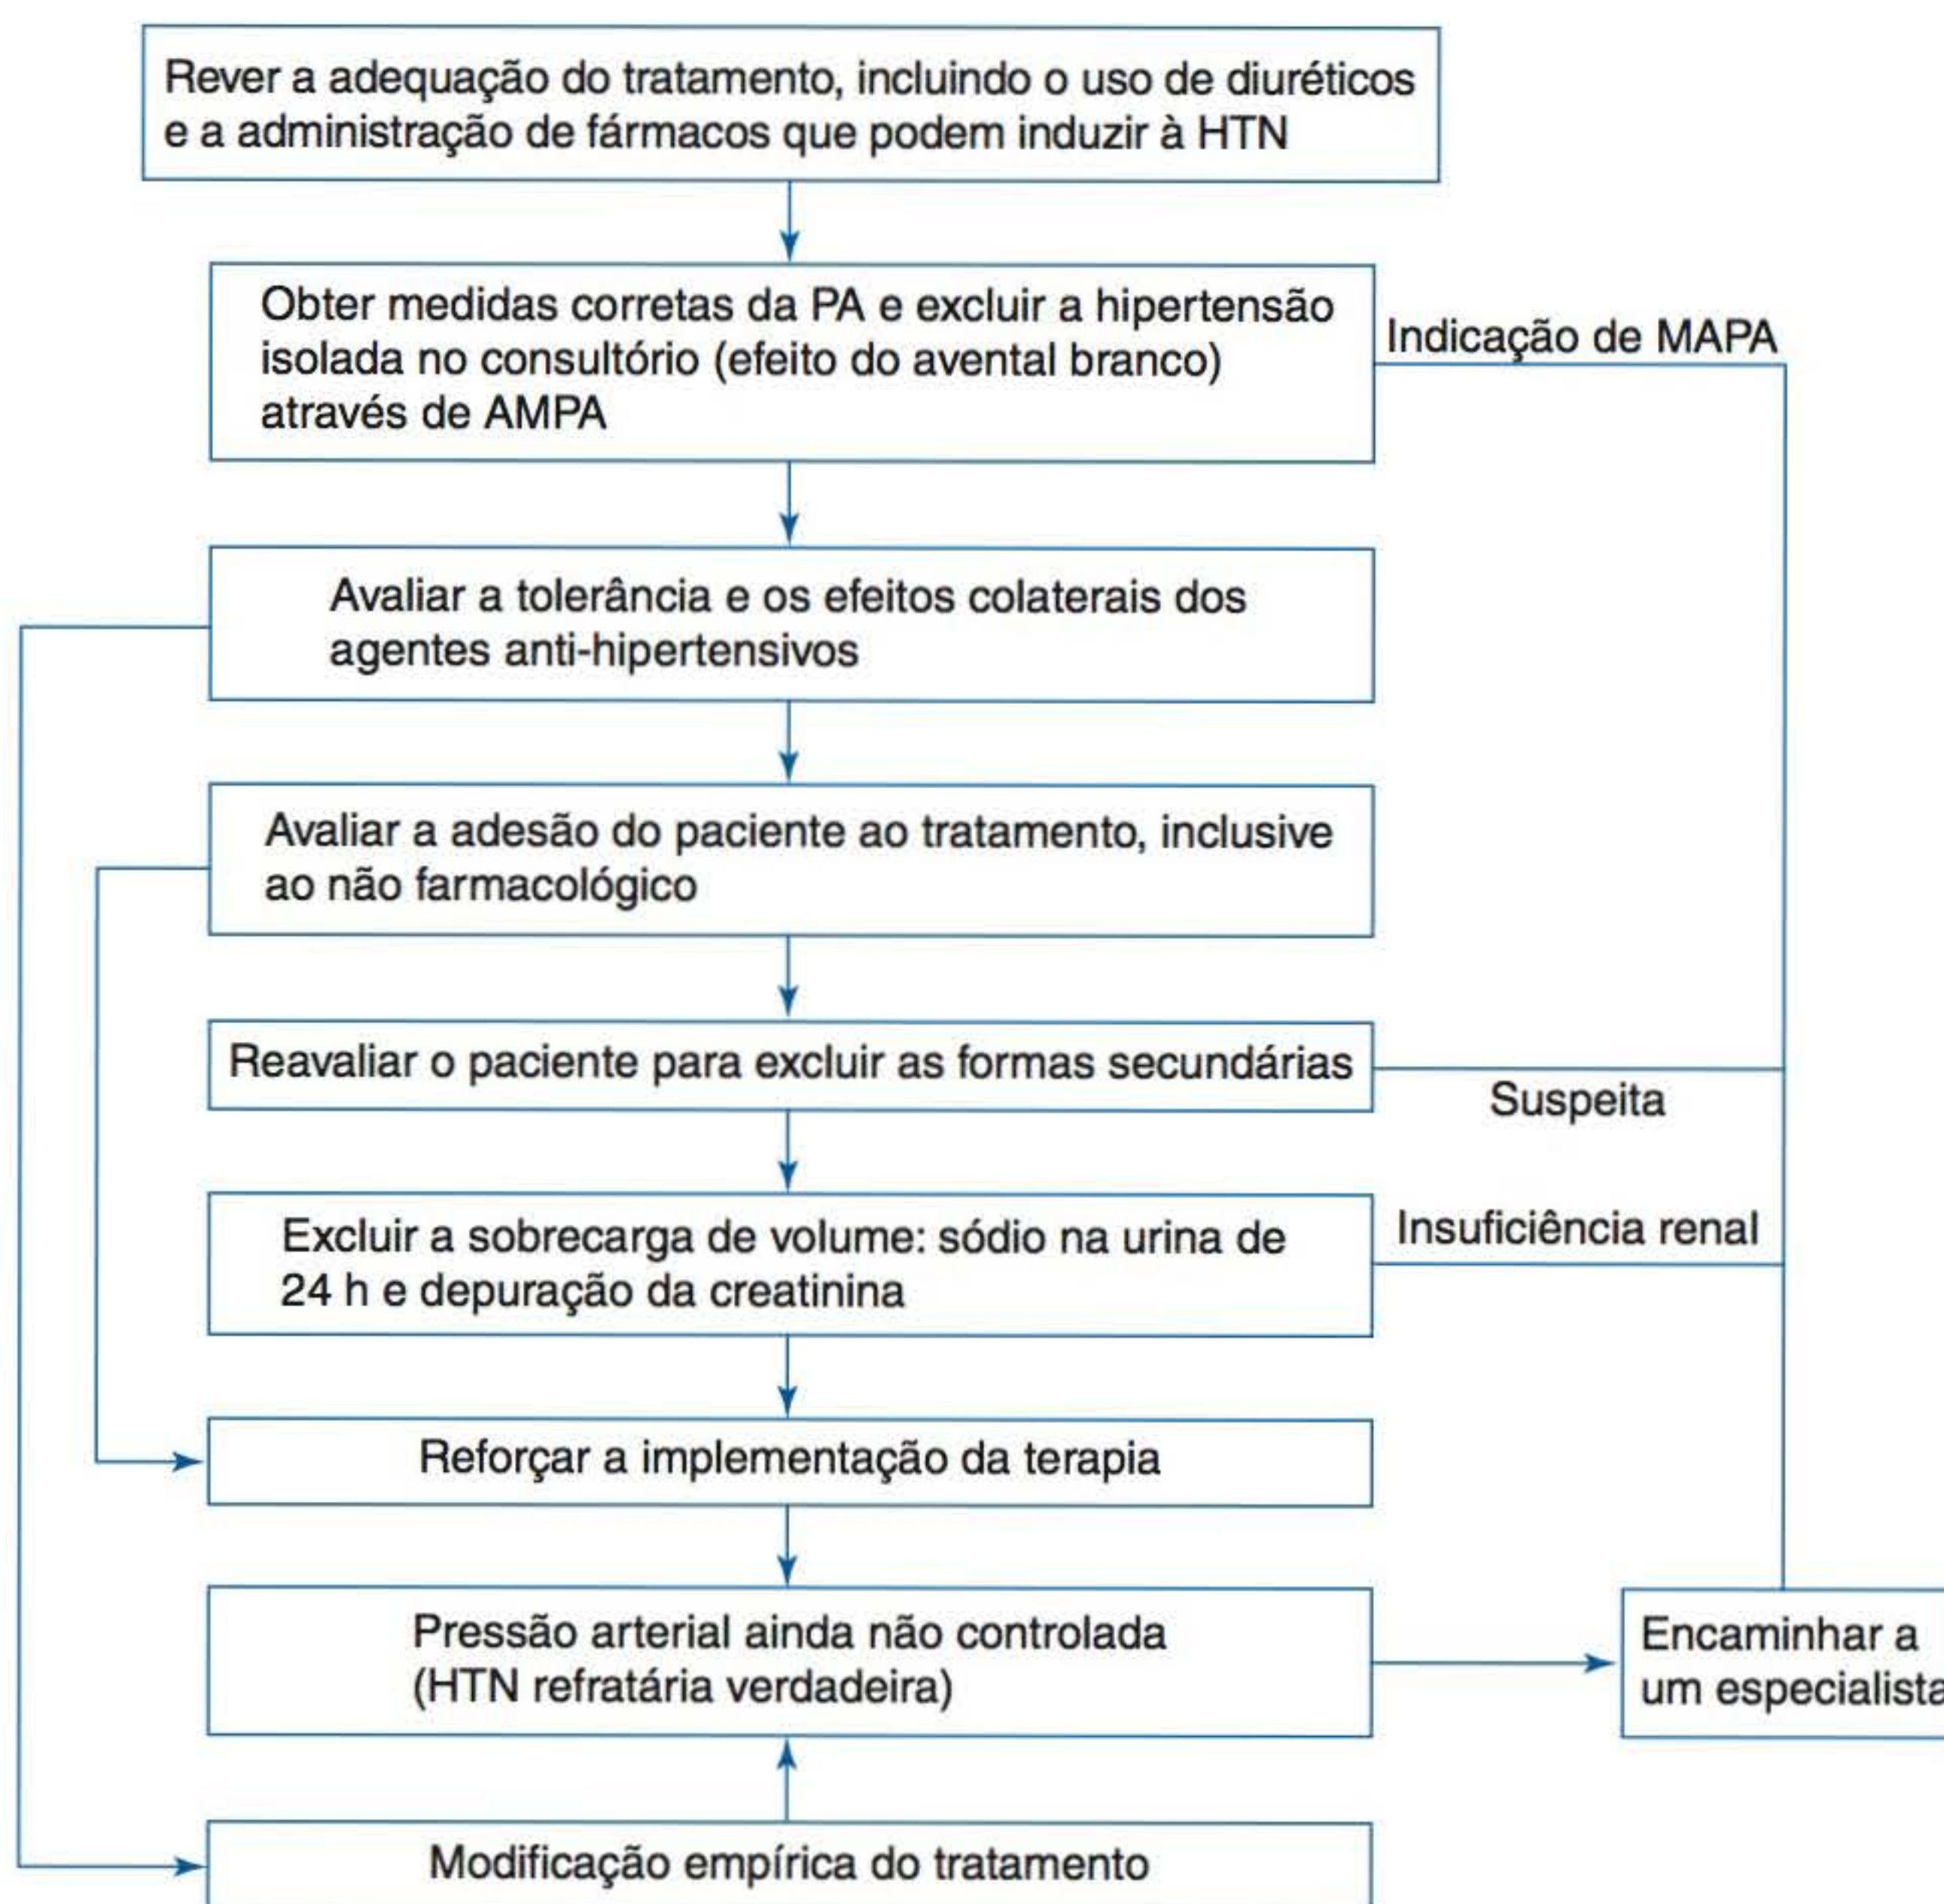 Rever a adequação do tratamento, incluindo o uso de diuréticos
e a administração de fármacos que podem induzir à HTN
Obter medidas corretas da PA e excluir a hipertensão
isolada no consultório (efeito do avental branco)
através de AMPA
Indicação de MAPA
Avaliar a tolerância e os efeitos colaterais dos
agentes anti-hipertensivos
Avaliar a adesão do paciente ao tratamento, inclusive
ao não farmacológico
Reavaliar o paciente para excluir as formas secundárias
Suspeita
Excluir a sobrecarga de volume: sódio na urina de
24 h e depuração da creatinina
Insuficiência renal
Reforçar a implementação da terapia
Pressão arterial ainda não controlada
(HTN refratária verdadeira)
Encaminhar a
um especialista
Modificação empírica do tratamento